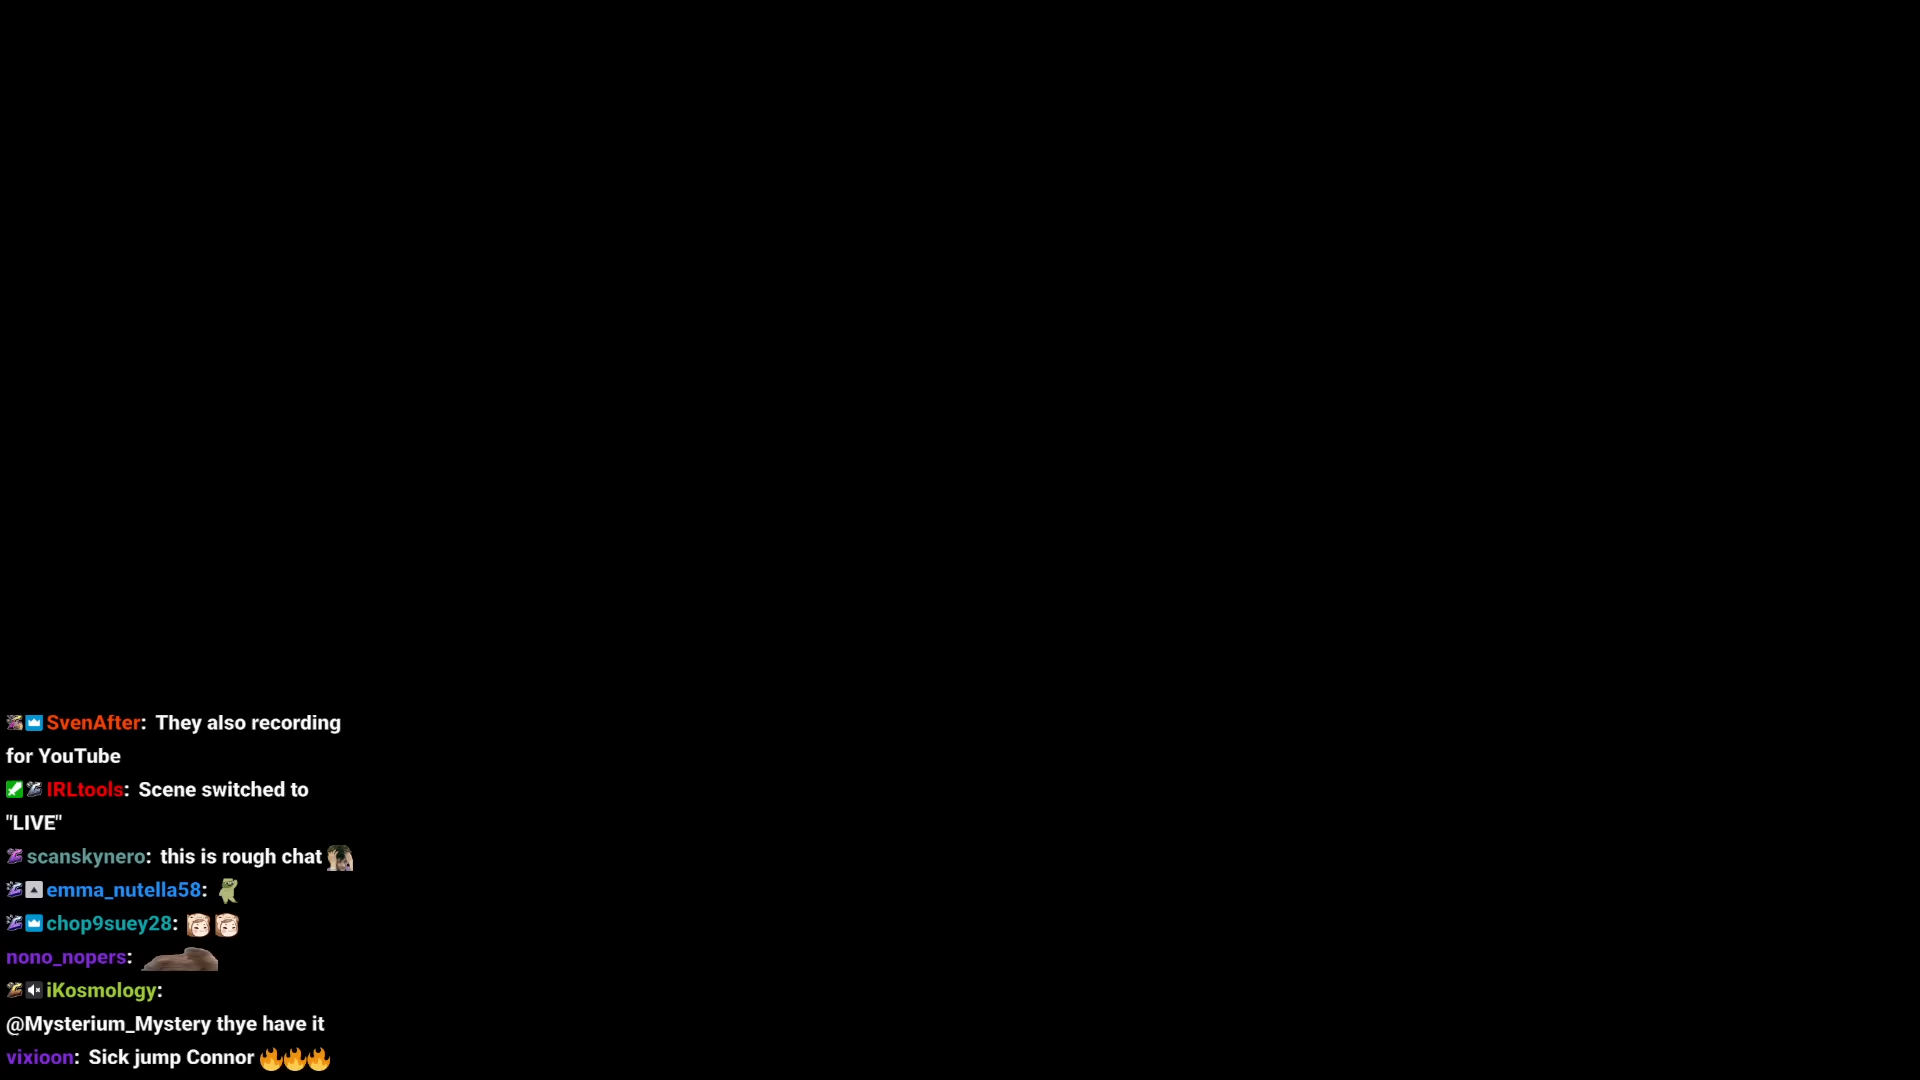 SvenAfter: They also recording
for YouTube
IRLtools: Scene switched to
"LIVE"
scanskynero: this is rough chat
emma_nutella58:
chop9suey28:
nono_nopers:
iKosmology:
@Mysterium_Mystery thye have it
vixioon: Sick jump Connor 🔥🔥🔥